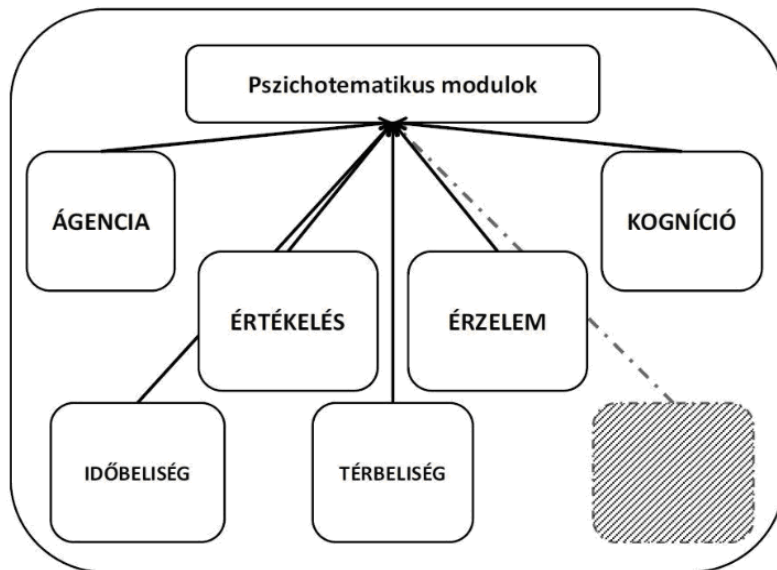 Pszichotematikus modulok
ÁGENCIA
KOGNÍCIÓ
ÉRTÉKELÉS
ÉRZELEM
IDŐBELISÉG
TÉRBELISÉG